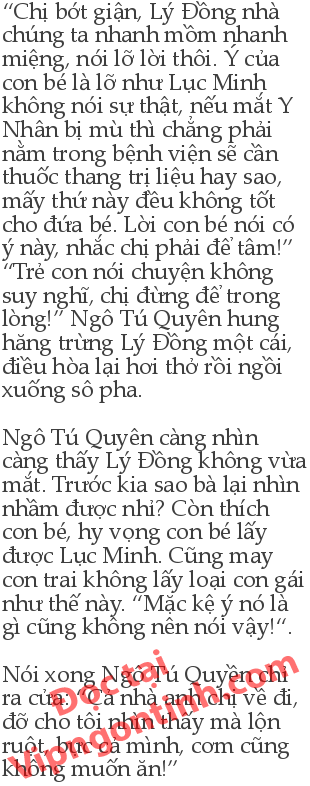 “Chị bớt giận, Lý Đồng nhà
chúng ta nhanh mồm nhanh
miệng, nói lỡ lời thôi. Ý của
con bé là lỡ như Lục Minh
không nói sự thật, nếu mắt Y
Nhân bị mù thì chẳng phải
nằm trong bệnh viện sẽ cần
thuốc thang trị liệu hay sao,
mấy thứ này đều không tốt
cho đứa bé. Lời con bé nói có
ý này, nhắc chị phải để tâm!”
“Trẻ con nói chuyện không
suy nghĩ, chị đừng để trong
lòng!” Ngô Tú Quyên hung
hăng trừng Lý Đồng một cái,
điều hòa lại hơi thở rồi ngồi
xuống sô pha.

Ngô Tú Quyên càng nhìn
càng thấy Lý Đồng không vừa
mắt. Trước kia sao bà lại nhìn
nhầm được nhỉ? Còn thích
con bé, hy vọng con bé lấy
được Lục Minh. Cũng may
con trai không lấy loại con gái
như thế này. “Mặc kệ ý nó là
gì cũng không nên nói vậy!“.

Nói xong Ngô Tú Quyên chỉ
ra cửa: “Cả nhà anh chị về đi,
đỡ cho tôi nhìn thấy mà lộn
ruột, bực cả mình, cơm cũng
không muốn ăn!”
Đọc tại
Vipngontinh.com